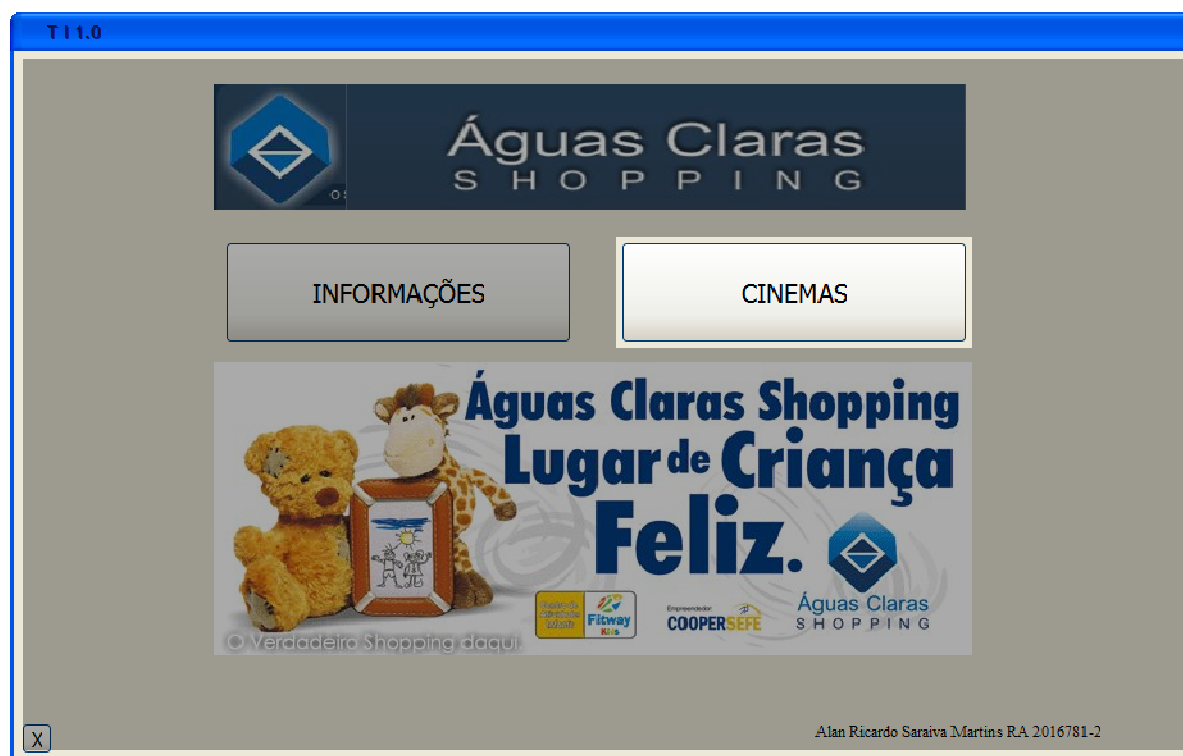 T I 1.0
Águas Claras
SHOPPING
INFORMAÇÕES
CINEMAS
Águas Claras Shopping
Lugar de Criança
Feliz.
Fitway
Kids
Empreendedor
COOPERSEFE
Águas Claras
SHOPPING
O Verdadeiro Shopping daqui.
X
Alan Ricardo Saraiva Martins RA 2016781-2